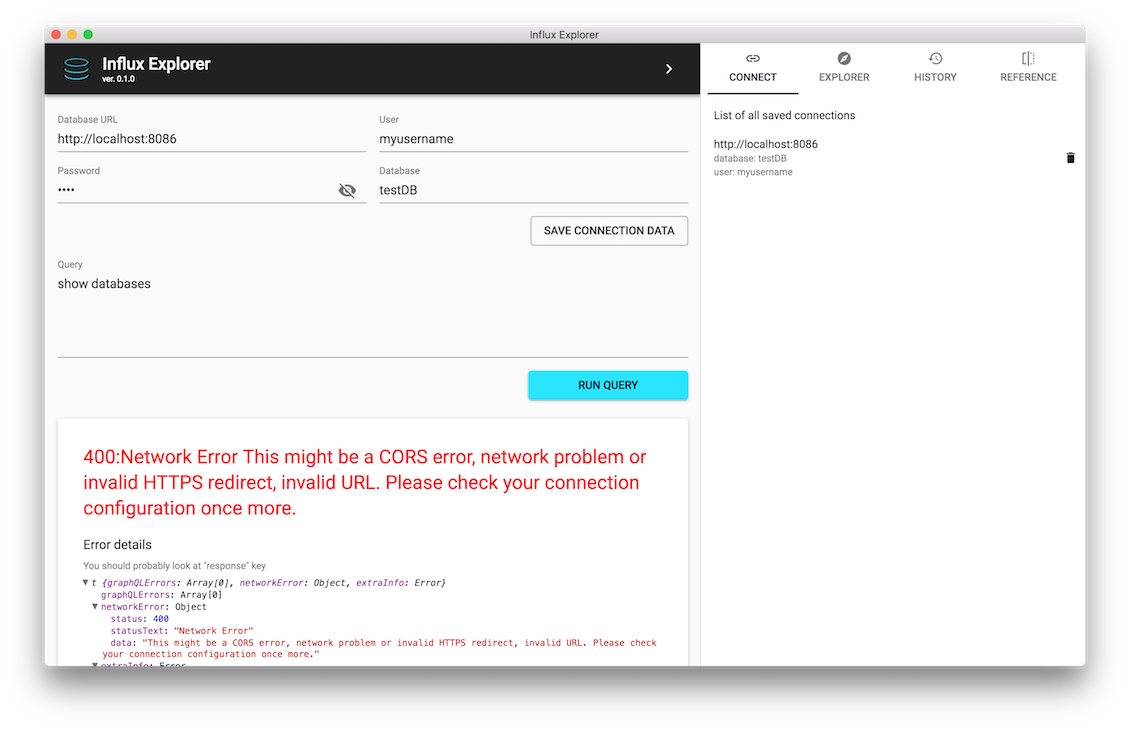 Influx Explorer
Influx Explorer
ver. 0.1.0
Database URL
http://localhost:8086
User
myusername
Password
••••
Database
testDB
SAVE CONNECTION DATA
Query
show databases
RUN QUERY
400:Network Error This might be a CORS error, network problem or
invalid HTTPS redirect, invalid URL. Please check your connection
configuration once more.
Error details
You should probably look at "response" key
▼ t {graphQLErrors: Array[0], networkError: Object, extraInfo: Error}
graphQLErrors: Array[0]
▼ networkError: Object
status: 400
statusText: "Network Error"
data: "This might be a CORS error, network problem or invalid HTTPS redirect, invalid URL. Please check
your connection configuration once more."
▼ extraInfo: Error
CONNECT
EXPLORER
HISTORY
REFERENCE
List of all saved connections
http://localhost:8086
database: testDB
user: myusername